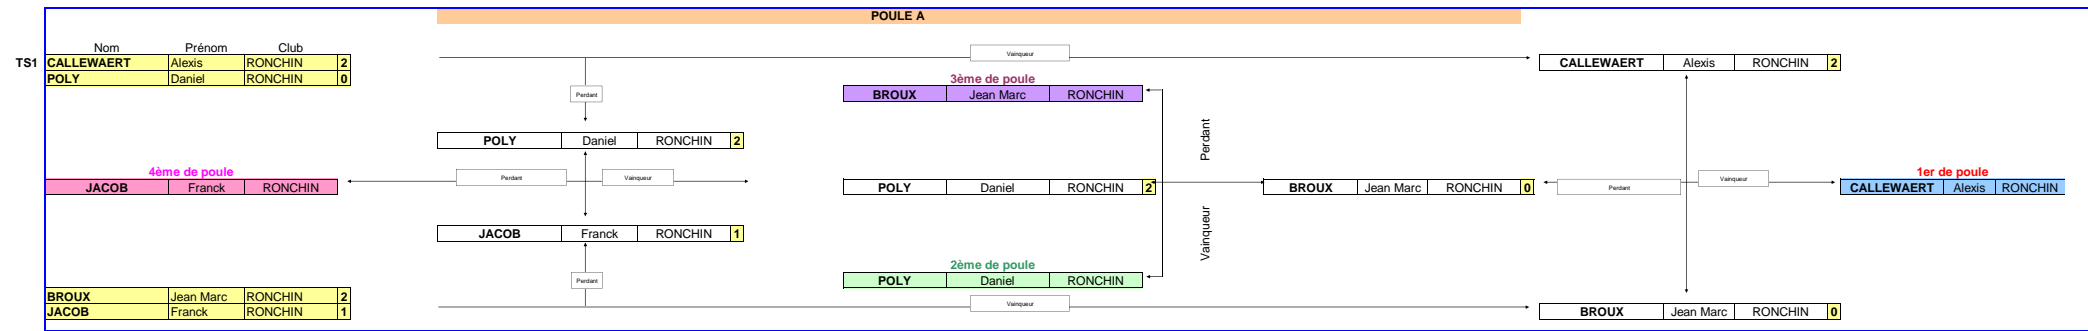 POULE A
Nom Prénom Club
Vainqueur
TS1 CALLEWAERT Alexis RONCHIN 2
CALLEWAERT Alexis RONCHIN 2
POLY Daniel RONCHIN 0
3ème de poule
Perdant
BROUX Jean Marc RONCHIN
Perdant
POLY Daniel RONCHIN 2
4ème de poule
1er de poule
Perdant
Vainqueur
Vainqueur
JACOB Franck RONCHIN
POLY Daniel RONCHIN 2
BROUX Jean Marc RONCHIN 0
Perdant
CALLEWAERT Alexis RONCHIN
Vainqueur
JACOB Franck RONCHIN 1
2ème de poule
Perdant
POLY Daniel RONCHIN
BROUX Jean Marc RONCHIN 2
Vainqueur
JACOB Franck RONCHIN 1
BROUX Jean Marc RONCHIN 0